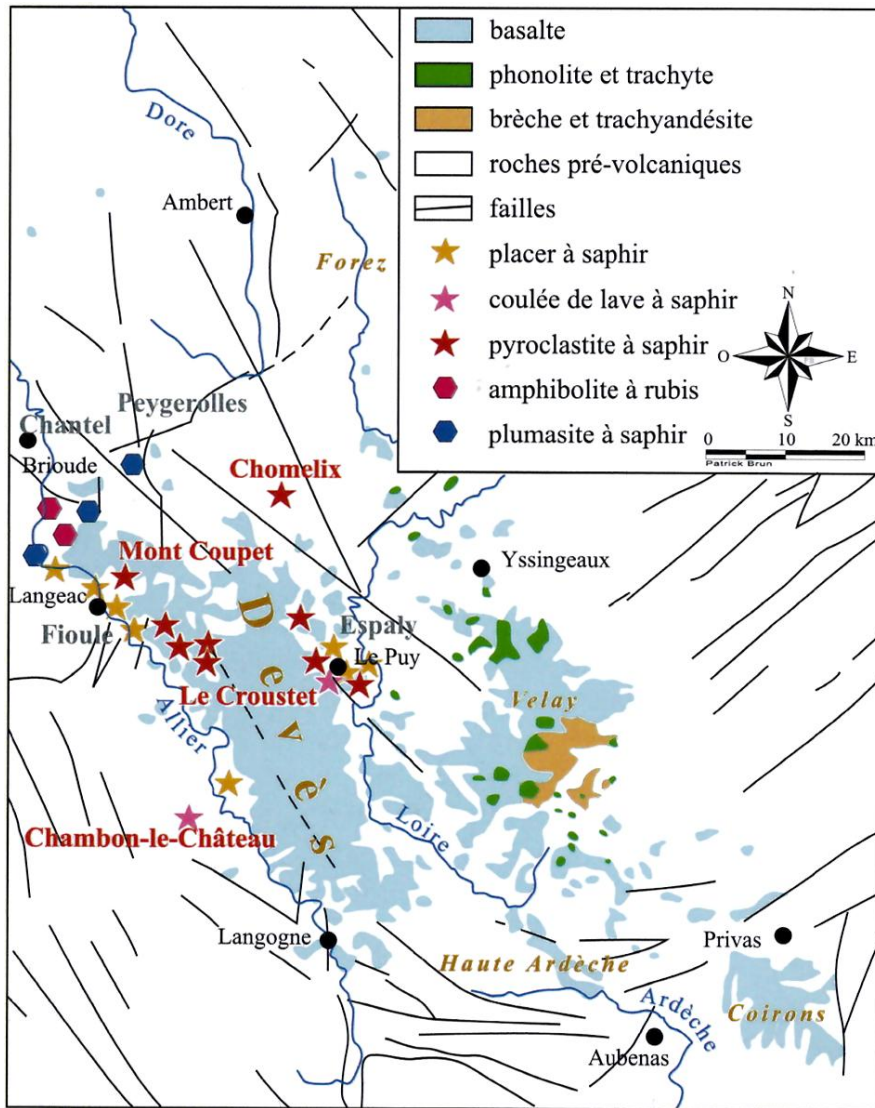 basalte
phonolite et trachyte
brèche et trachyandésite
roches pré-volcaniques
failles
placer à saphir
coulée de lave à saphir
pyroclastite à saphir
amphibolite à rubis
plumasite à saphir
N
O
E
S
0 10 20 km
Patrick Brun
Dore
Ambert
Forez
Peygerolles
Chantel
Brioude
Chomelix
Mont Coupet
Yssingeaux
Langeac
Fioule
Devès
Espaly
Le Puy
Le Croustet
Velay
Allier
Loire
Chambon-le-Château
Langogne
Privas
Haute Ardèche
Ardèche
Coirons
Aubenas